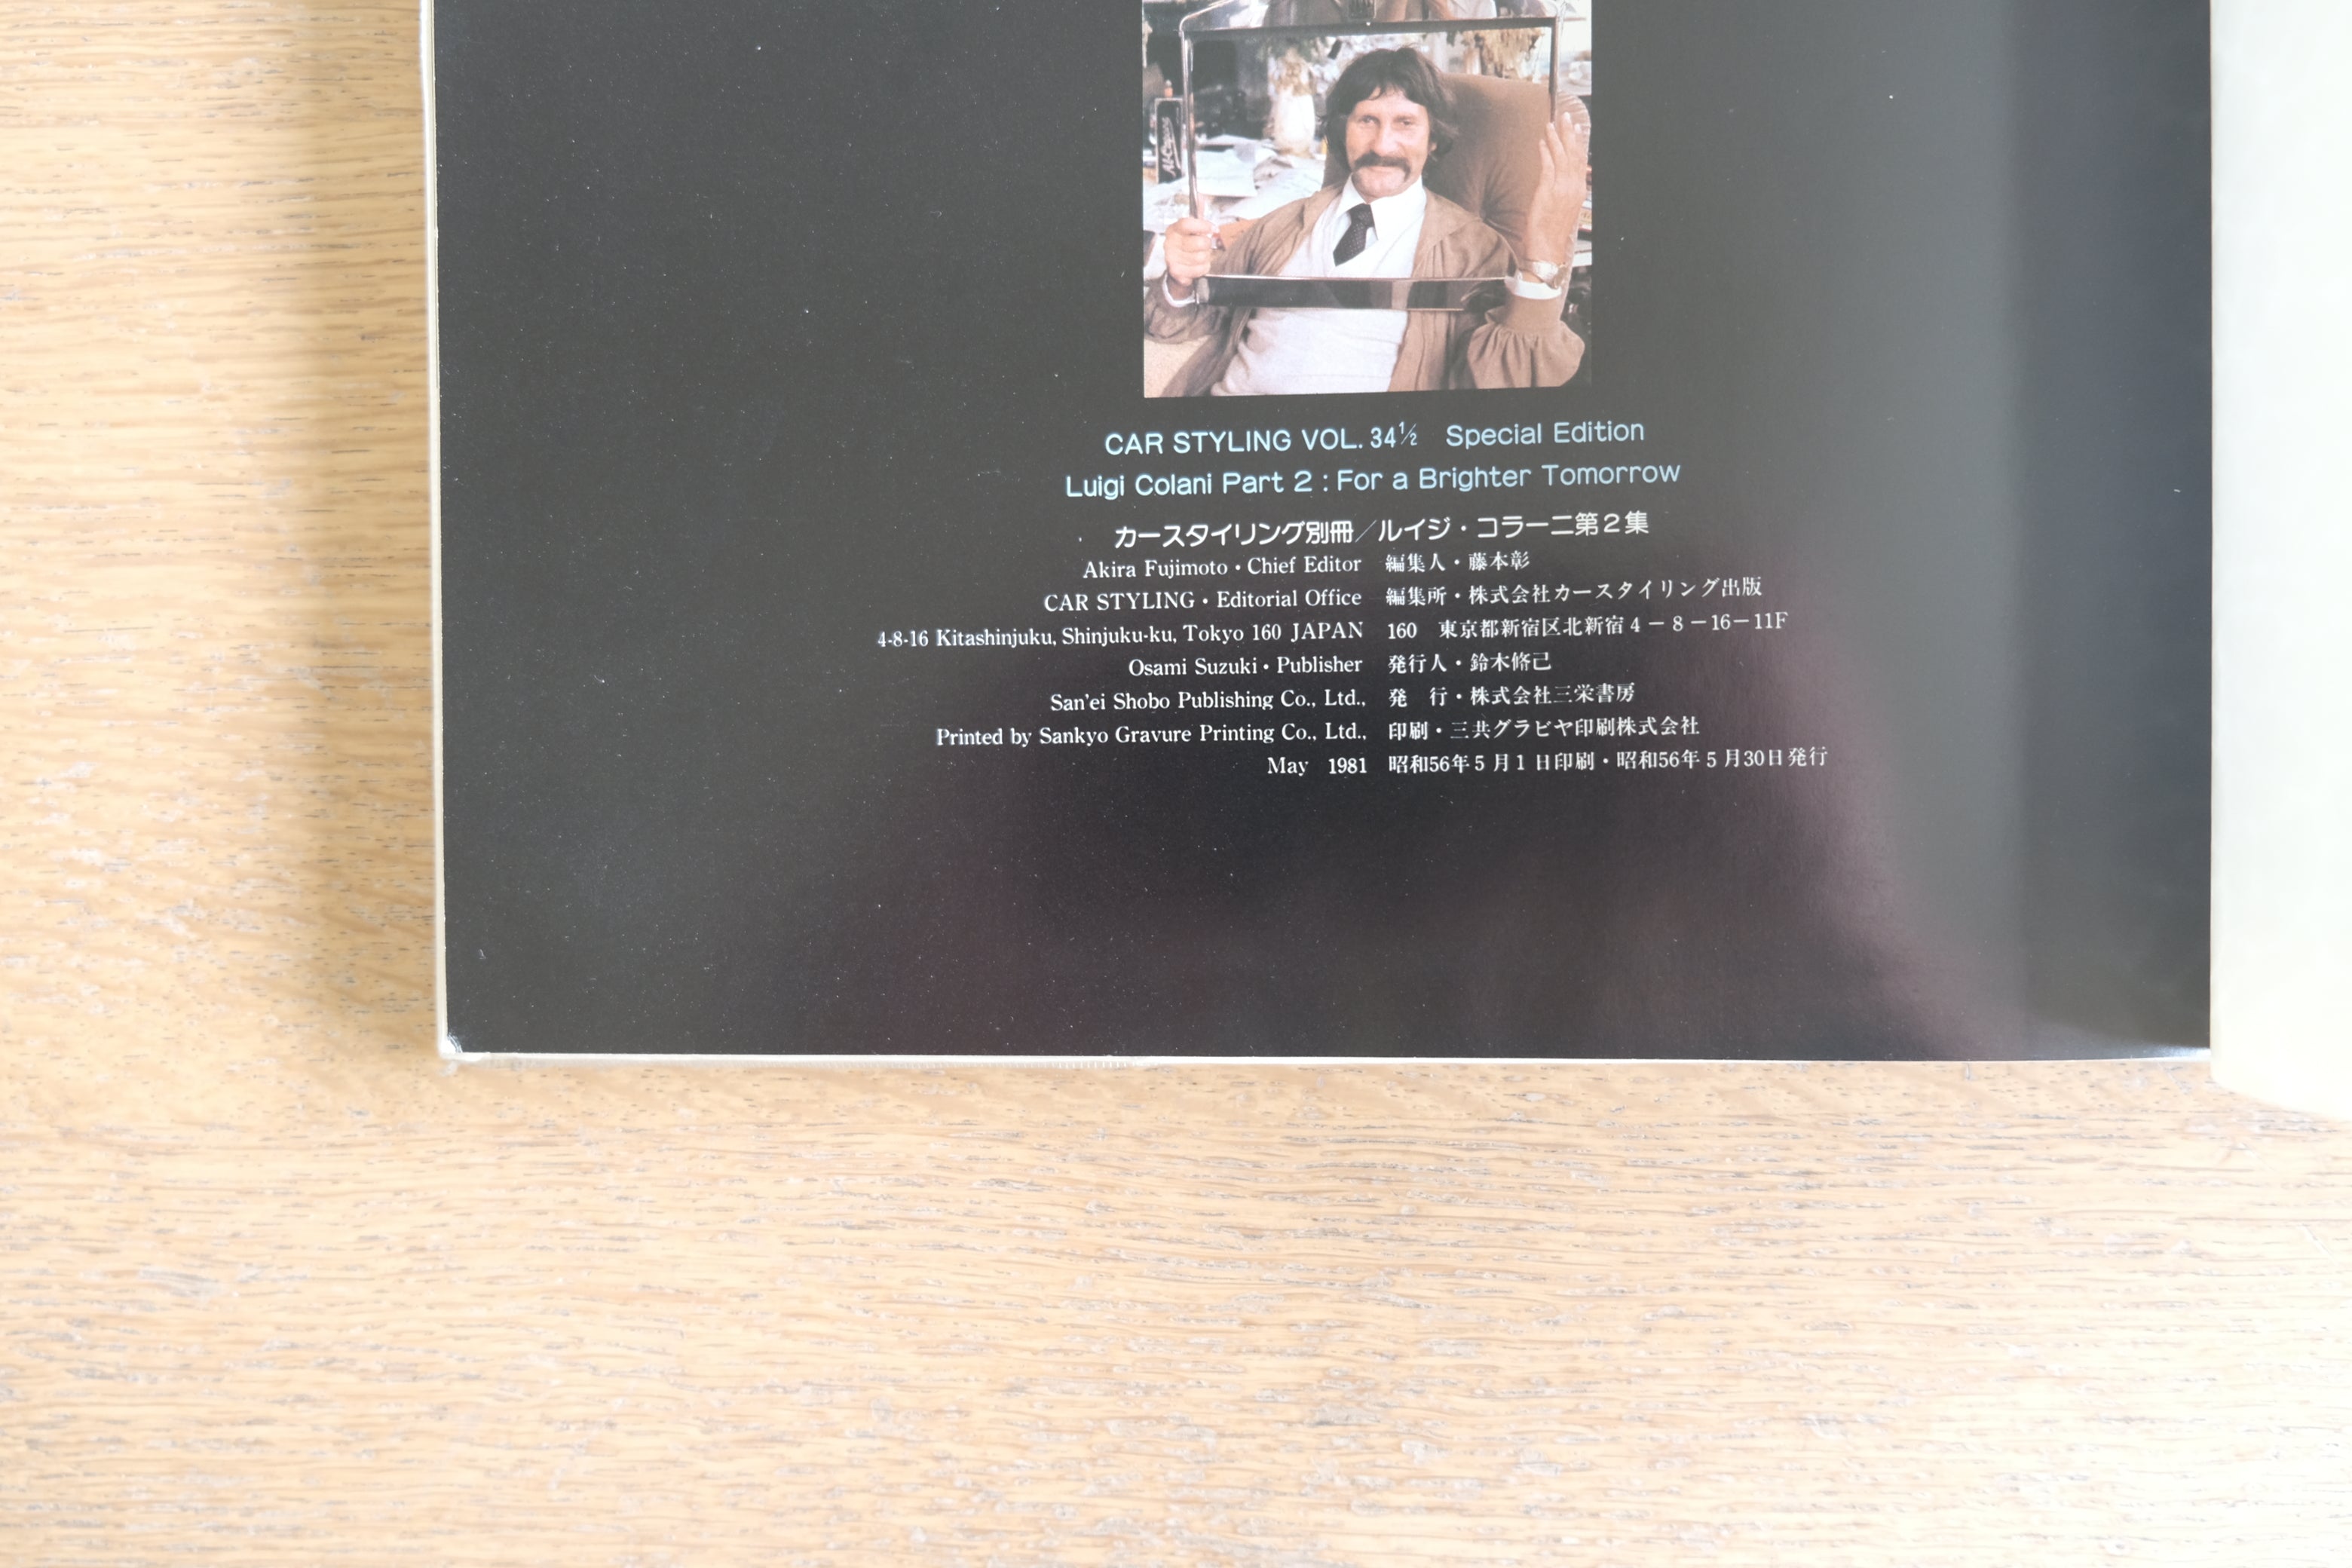 CAR STYLING VOL. 34½ Special Edition
Luigi Colani Part 2 : For a Brighter Tomorrow
カースタイリング別冊／ルイジ・コラーニ第2集
Akira Fujimoto・Chief Editor 編集人・藤本彰
CAR STYLING・Editorial Office 編集所・株式会社カースタイリング出版
4-8-16 Kitashinjuku, Shinjuku-ku, Tokyo 160 JAPAN 160 東京都新宿区北新宿4－8－16－11F
Osami Suzuki・Publisher 発行人・鈴木脩己
San'ei Shobo Publishing Co., Ltd., 発 行・株式会社三栄書房
Printed by Sankyo Gravure Printing Co., Ltd., 印刷・三共グラビヤ印刷株式会社
May 1981 昭和56年5月1日印刷・昭和56年5月30日発行